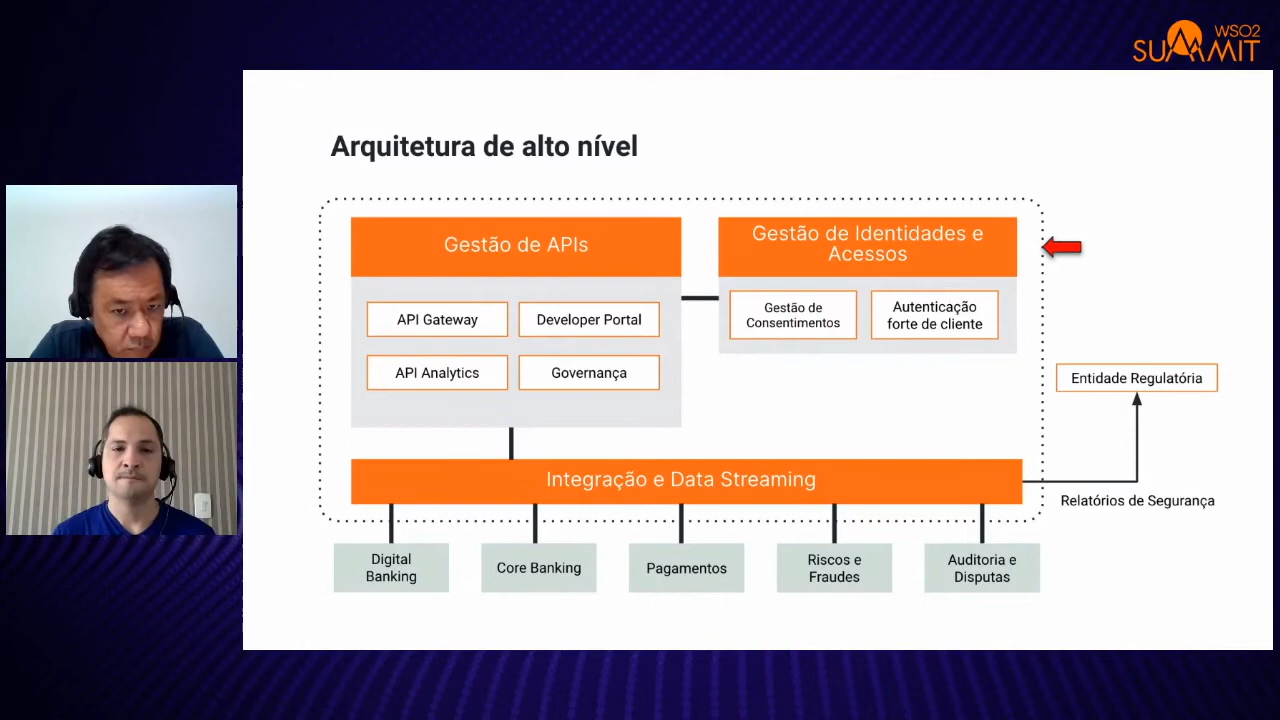 WSO2
SUMMIT
Arquitetura de alto nível
Gestão de APIs
Gestão de Identidades e
Acessos
API Gateway
Developer Portal
API Analytics
Governança
Gestão de
Consentimentos
Autenticação
forte de cliente
Entidade Regulatória
Integração e Data Streaming
Relatórios de Segurança
Digital
Banking
Core Banking
Pagamentos
Riscos e
Fraudes
Auditoria e
Disputas